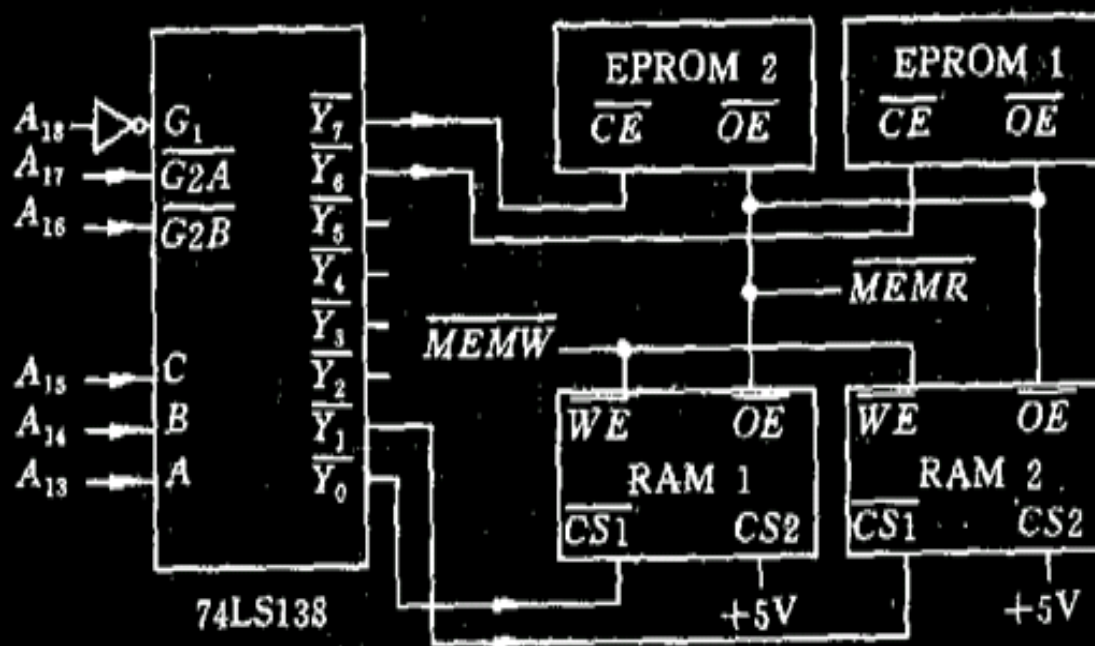 EPROM 2
CE OE
EPROM 1
CE OE
A18
A17
A16
A15
A14
A13
G1
G2A
G2B
C
B
A
Y7
Y6
Y5
Y4
Y3
Y2
Y1
Y0
74LS138
MEMR
MEMW
WE OE
RAM 1
CS1 CS2
+5V
WE OE
RAM 2
CS1 CS2
+5V